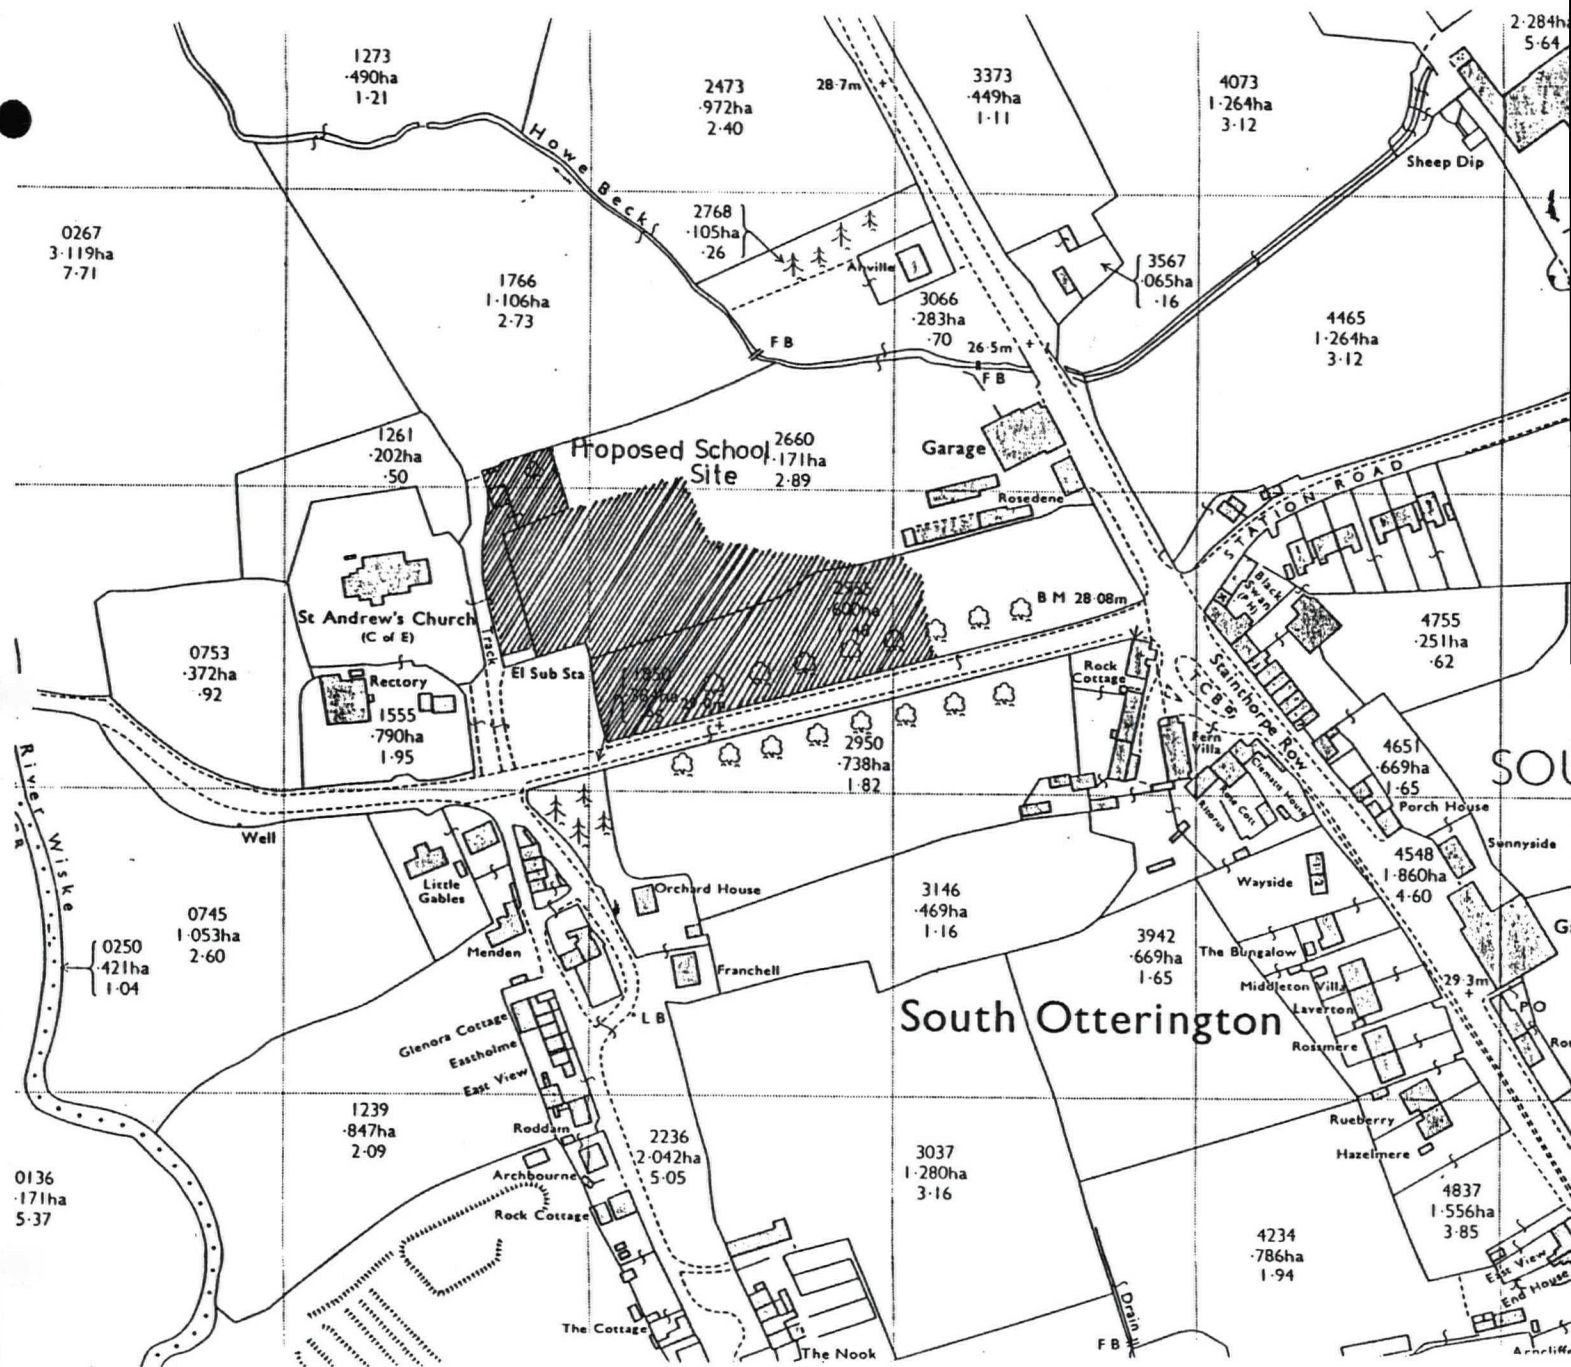 1273
·490ha
1·21
2473
·972ha
2·40
28·7m
3373
·449ha
1·11
4073
1·264ha
3·12
2·284ha
5·64
Howe Beck
Sheep Dip
0267
3·119ha
7·71
2768
·105ha
·26
1766
1·106ha
2·73
3066
·283ha
·70
3567
·065ha
·16
4465
1·264ha
3·12
F B
26·5m
F B
1261
·202ha
·50
Proposed School
Site
2660
1·171ha
2·89
Garage
Rosedene
STATION ROAD
St Andrew's Church
(C of E)
Track
El Sub Sta
B M 28·08m
Black
Swan
(PH)
4755
·251ha
·62
0753
·372ha
·92
Rectory
1555
·790ha
1·95
Rock
Cottage
T C B
Stainthorpe Row
Fern
Villa
2950
·738ha
1·82
4651
·669ha
1·65
SOU
River Wiske
Well
Clematis House
Porch House
Sunnyside
Little
Gables
Orchard House
3146
·469ha
1·16
Wayside
4548
1·860ha
4·60
0745
1·053ha
2·60
0250
·421ha
1·04
Menden
Franchell
3942
·669ha
1·65
The Bungalow
Middleton Villa
Laverton
29·3m
P O
L B
South Otterington
Glenora Cottage
Eastholme
East View
Rossmere
1239
·847ha
2·09
Roddam
2236
2·042ha
5·05
3037
1·280ha
3·16
Rueberry
Hazelmere
0136
·171ha
5·37
Archbourne
Rock Cottage
4837
1·556ha
3·85
4234
·786ha
1·94
East View
End House
The Cottage
The Nook
Drain
F B